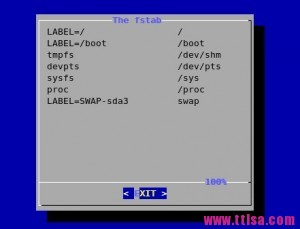 The fstab
LABEL=/ /
LABEL=/boot /boot
tmpfs /dev/shm
devpts /dev/pts
sysfs /sys
proc /proc
LABEL=SWAP-sda3 swap
100%
< EXIT >
www.ttlsa.com